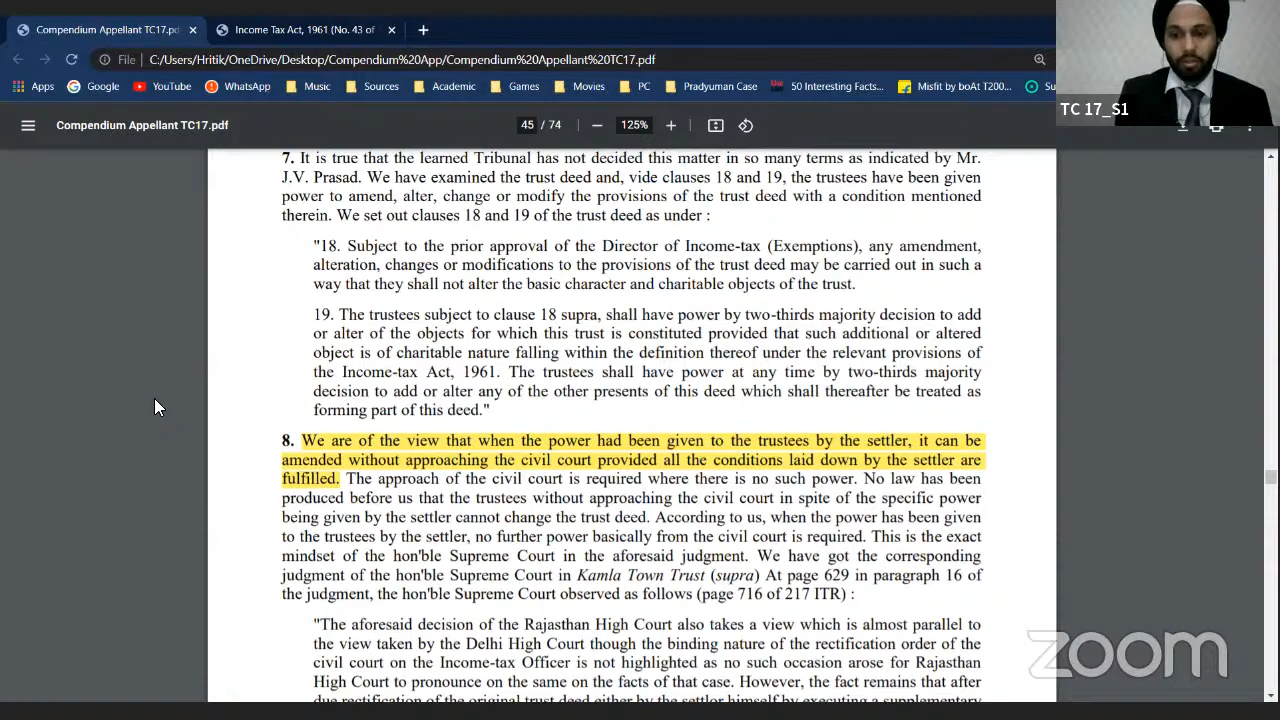 Compendium Appellant TC17.pdf
Income Tax Act, 1961 (No. 43 of
File
C:/Users/Hritik/OneDrive/Desktop/Compendium%20App/Compendium%20Appellant%20TC17.pdf
Apps Google YouTube WhatsApp Music Sources Academic Games Movies PC Pradyuman Case 50 Interesting Facts... Misfit by boAt T200... Su
TC 17_S1
Compendium Appellant TC17.pdf
45 / 74
125%
7. It is true that the learned Tribunal has not decided this matter in so many terms as indicated by Mr.
J.V. Prasad. We have examined the trust deed and, vide clauses 18 and 19, the trustees have been given
power to amend, alter, change or modify the provisions of the trust deed with a condition mentioned
therein. We set out clauses 18 and 19 of the trust deed as under :
"18. Subject to the prior approval of the Director of Income-tax (Exemptions), any amendment,
alteration, changes or modifications to the provisions of the trust deed may be carried out in such a
way that they shall not alter the basic character and charitable objects of the trust.
19. The trustees subject to clause 18 supra, shall have power by two-thirds majority decision to add
or alter of the objects for which this trust is constituted provided that such additional or altered
object is of charitable nature falling within the definition thereof under the relevant provisions of
the Income-tax Act, 1961. The trustees shall have power at any time by two-thirds majority
decision to add or alter any of the other presents of this deed which shall thereafter be treated as
forming part of this deed."
8. We are of the view that when the power had been given to the trustees by the settler, it can be
amended without approaching the civil court provided all the conditions laid down by the settler are
fulfilled. The approach of the civil court is required where there is no such power. No law has been
produced before us that the trustees without approaching the civil court in spite of the specific power
being given by the settler cannot change the trust deed. According to us, when the power has been given
to the trustees by the settler, no further power basically from the civil court is required. This is the exact
mindset of the hon'ble Supreme Court in the aforesaid judgment. We have got the corresponding
judgment of the hon'ble Supreme Court in Kamla Town Trust (supra) At page 629 in paragraph 16 of
the judgment, the hon'ble Supreme Court observed as follows (page 716 of 217 ITR) :
"The aforesaid decision of the Rajasthan High Court also takes a view which is almost parallel to
the view taken by the Delhi High Court though the binding nature of the rectification order of the
civil court on the Income-tax Officer is not highlighted as no such occasion arose for Rajasthan
High Court to pronounce on the same on the facts of that case. However, the fact remains that after
due rectification of the original trust deed either by the settler himself by executing a supplementary
zoom